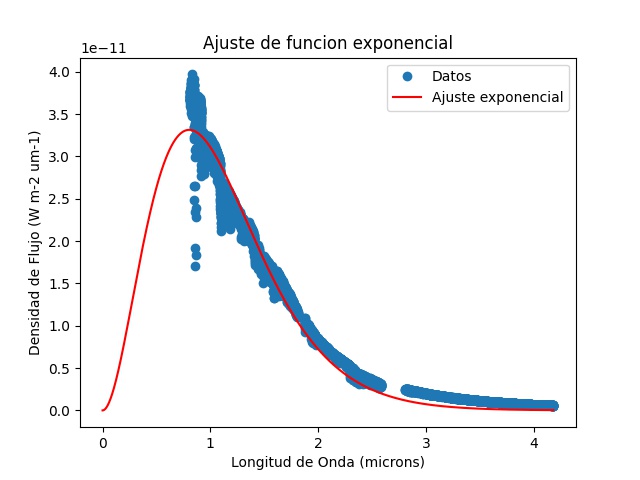 Ajuste de funcion exponencial
1e−11
Datos
Ajuste exponencial
4.0
3.5
3.0
2.5
2.0
1.5
1.0
0.5
0.0
Densidad de Flujo (W m-2 um-1)
0 1 2 3 4
Longitud de Onda (microns)